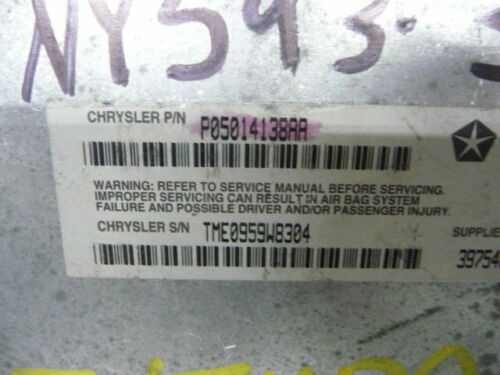 NY593-
CHRYSLER P/N P05014138AA
WARNING: REFER TO SERVICE MANUAL BEFORE SERVICING.
IMPROPER SERVICING CAN RESULT IN AIR BAG SYSTEM
FAILURE AND POSSIBLE DRIVER AND/OR PASSENGER INJURY.
CHRYSLER S/N TME0959W8304
SUPPLIE
39754